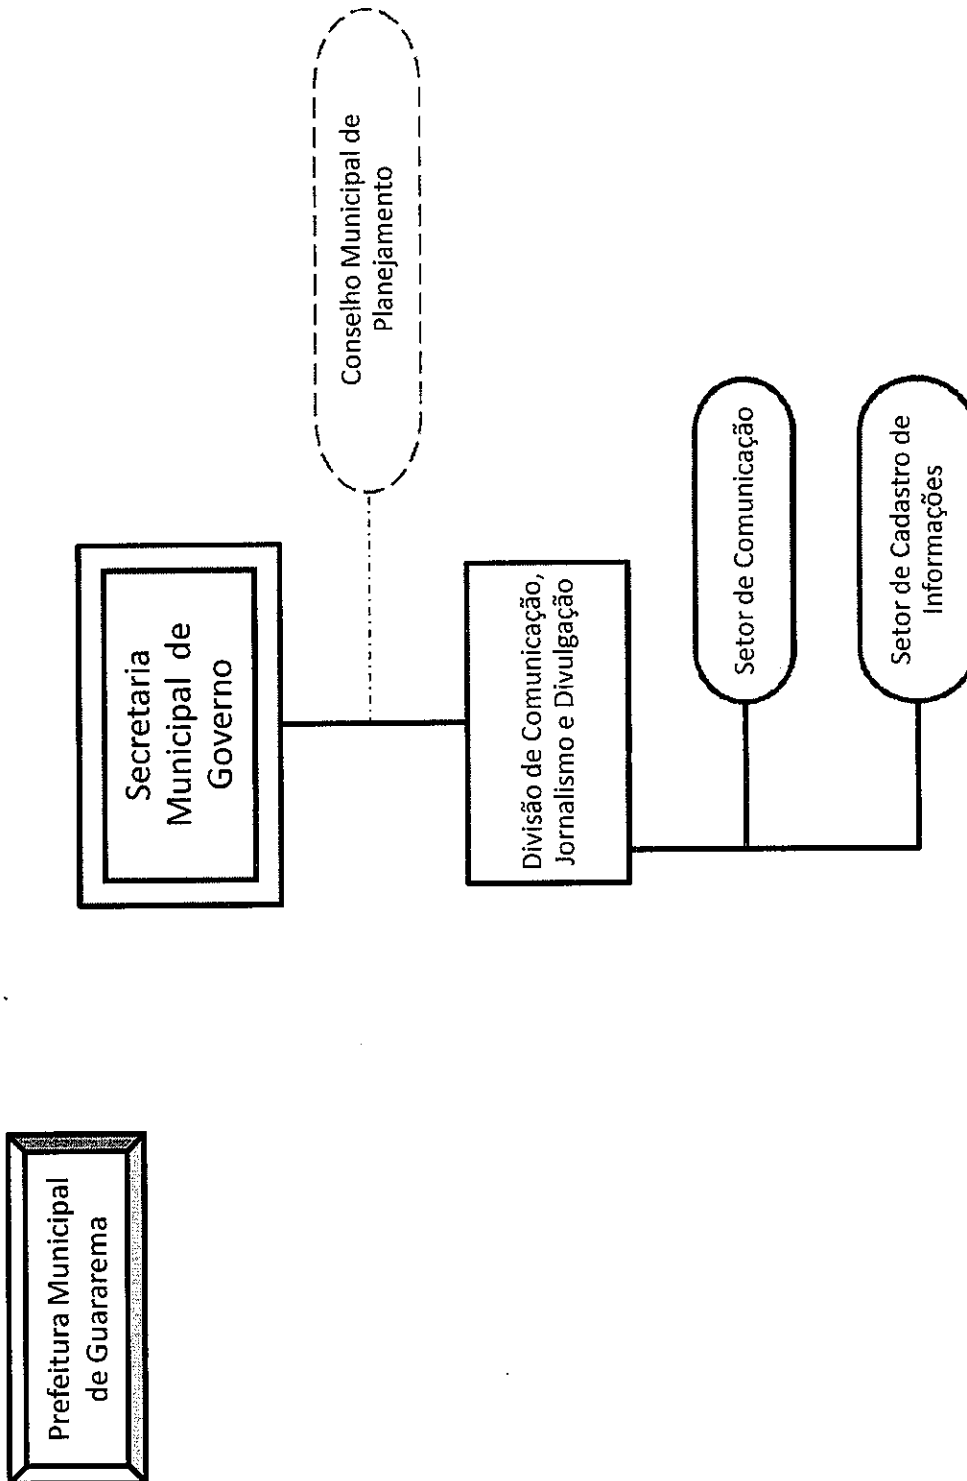 Prefeitura Municipal
de Guararema
Secretaria
Municipal de
Governo
Conselho Municipal de
Planejamento
Divisão de Comunicação,
Jornalismo e Divulgação
Setor de Comunicação
Setor de Cadastro de
Informações